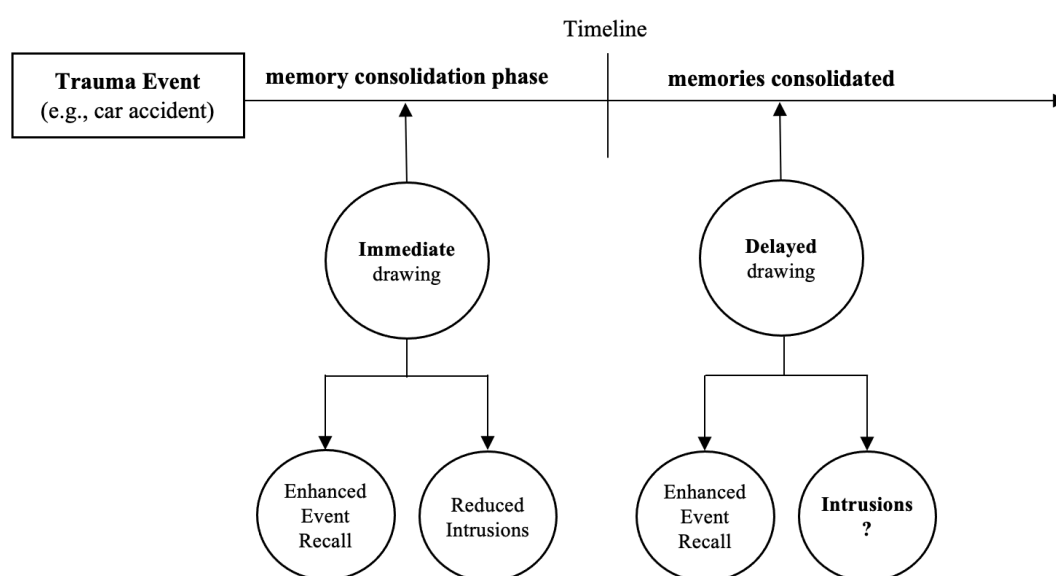 Timeline
Trauma Event
(e.g., car accident)
memory consolidation phase
memories consolidated
Immediate
drawing
Delayed
drawing
Enhanced
Event
Recall
Reduced
Intrusions
Enhanced
Event
Recall
Intrusions
?